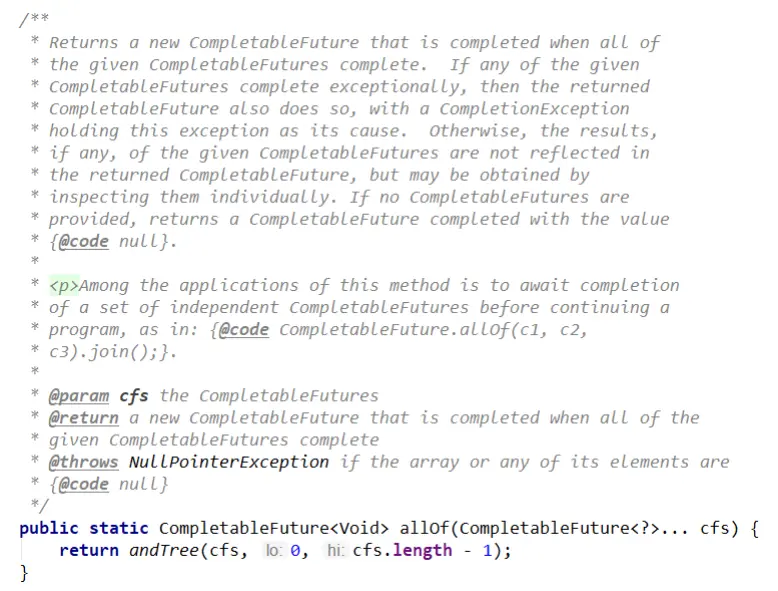 /**
* Returns a new CompletableFuture that is completed when all of
* the given CompletableFutures complete.  If any of the given
* CompletableFutures complete exceptionally, then the returned
* CompletableFuture also does so, with a CompletionException
* holding this exception as its cause.  Otherwise, the results,
* if any, of the given CompletableFutures are not reflected in
* the returned CompletableFuture, but may be obtained by
* inspecting them individually. If no CompletableFutures are
* provided, returns a CompletableFuture completed with the value
* {@code null}.
*
* <p>Among the applications of this method is to await completion
* of a set of independent CompletableFutures before continuing a
* program, as in: {@code CompletableFuture.allOf(c1, c2,
* c3).join();}.
*
* @param cfs the CompletableFutures
* @return a new CompletableFuture that is completed when all of the
* given CompletableFutures complete
* @throws NullPointerException if the array or any of its elements are
* {@code null}
*/
public static CompletableFuture<Void> allOf(CompletableFuture<?>... cfs) {
return andTree(cfs, lo: 0, hi: cfs.length - 1);
}